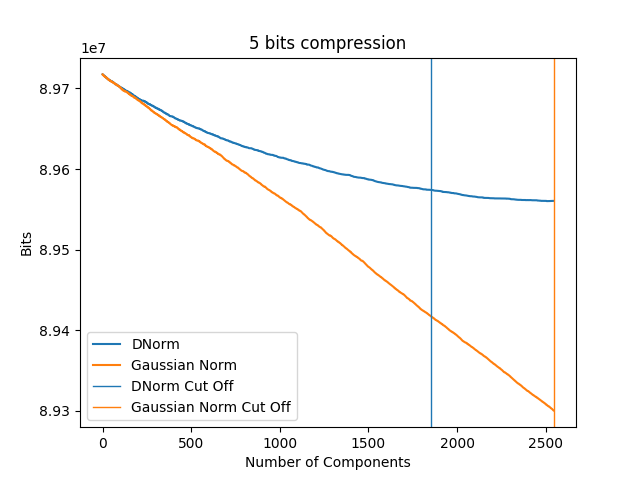 5 bits compression
1e7
8.97
8.96
8.95
8.94
8.93
Bits
DNorm
Gaussian Norm
DNorm Cut Off
Gaussian Norm Cut Off
0
500
1000
1500
2000
2500
Number of Components